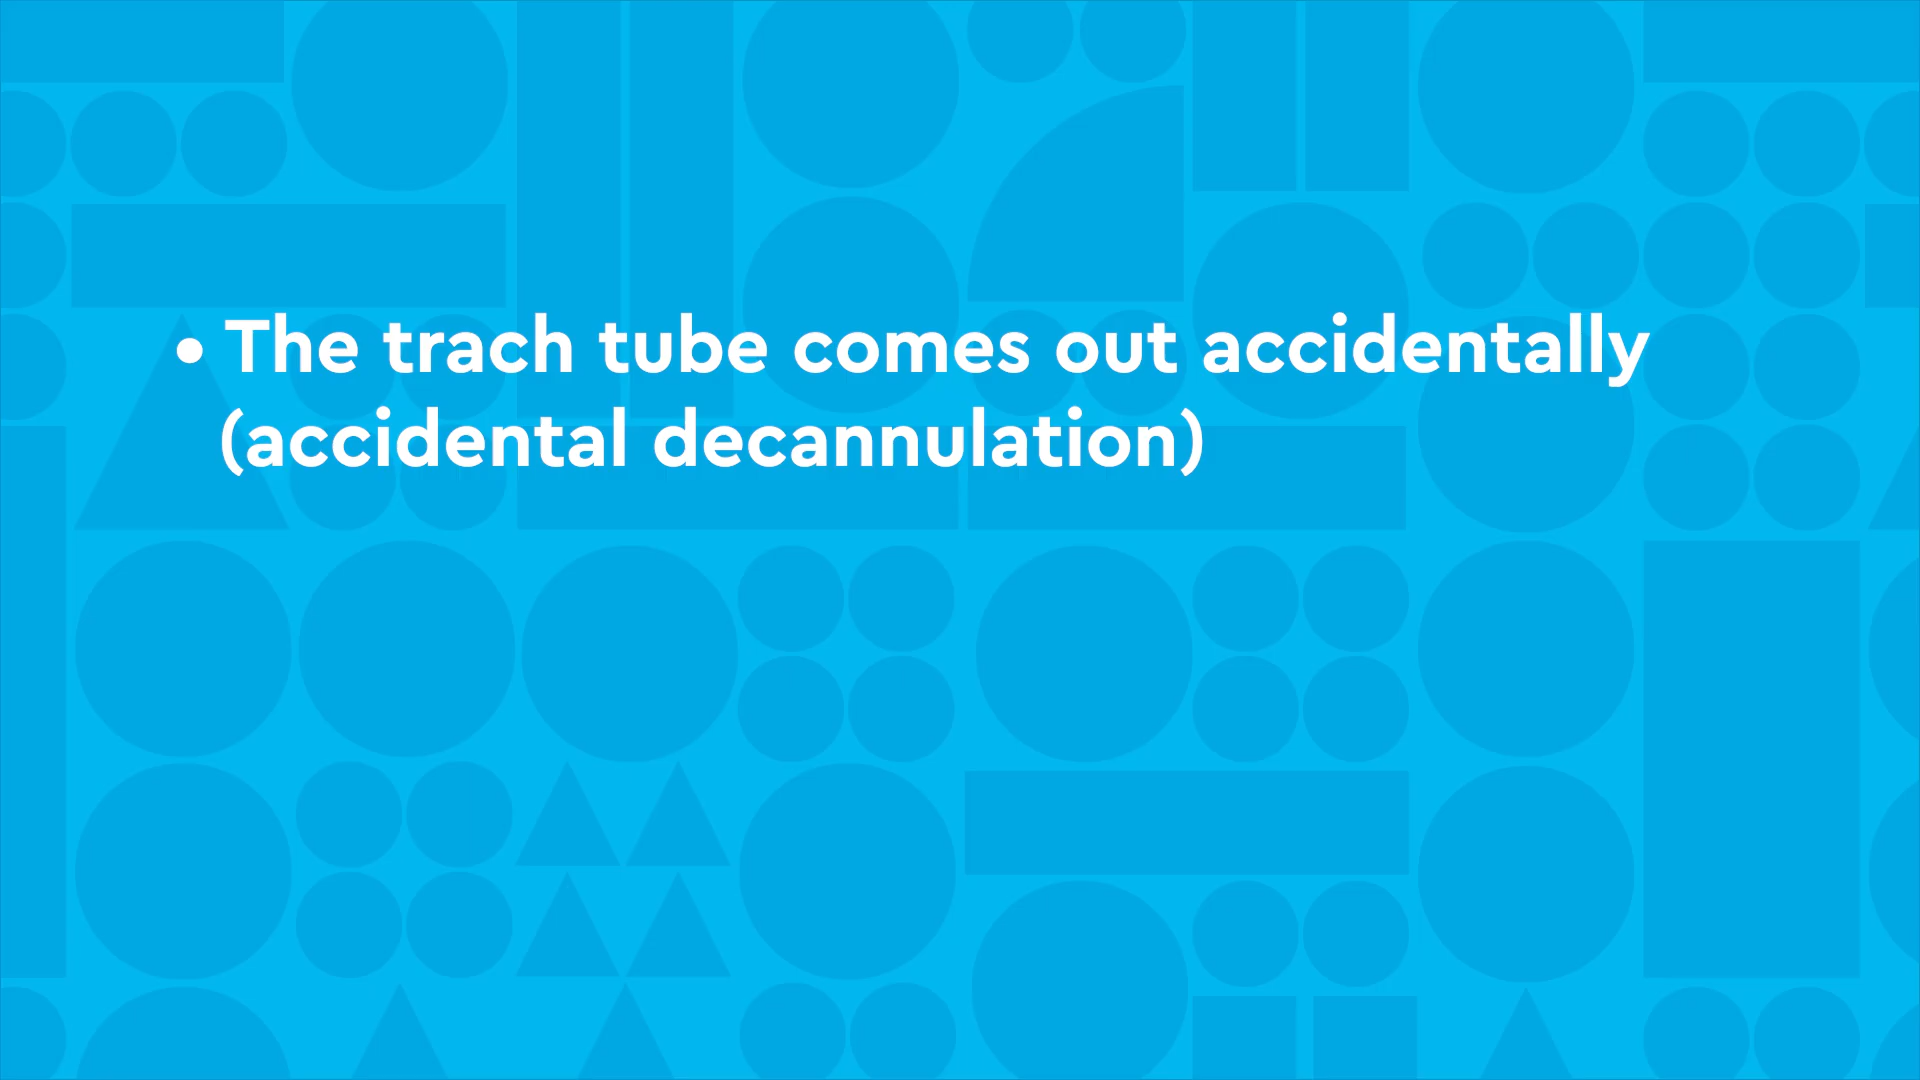 • The trach tube comes out accidentally
(accidental decannulation)